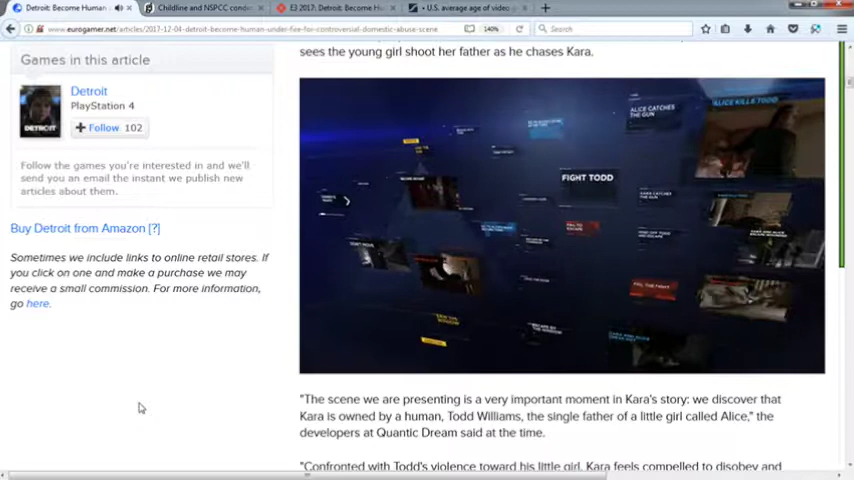 Detroit: Become Human
Childline and NSPCC conde
E3 2017: Detroit: Become Hu
U.S. average age of video g
www.eurogamer.net/articles/2017-12-04-detroit-become-human-under-fire-for-controversial-domestic-abuse-scene
140%
Search
Games in this article
Detroit
PlayStation 4
DETROIT
+ Follow 102
Follow the games you're interested in and we'll
send you an email the instant we publish new
articles about them.
Buy Detroit from Amazon [?]
Sometimes we include links to online retail stores. If
you click on one and make a purchase we may
receive a small commission. For more information,
go here.
sees the young girl shoot her father as he chases Kara.
ALICE CATCHES
THE GUN
ALICE KILLS TODD
FIGHT TODD
"The scene we are presenting is a very important moment in Kara's story: we discover that
Kara is owned by a human, Todd Williams, the single father of a little girl called Alice," the
developers at Quantic Dream said at the time.
"Confronted with Todd's violence toward his little girl, Kara feels compelled to disobey and